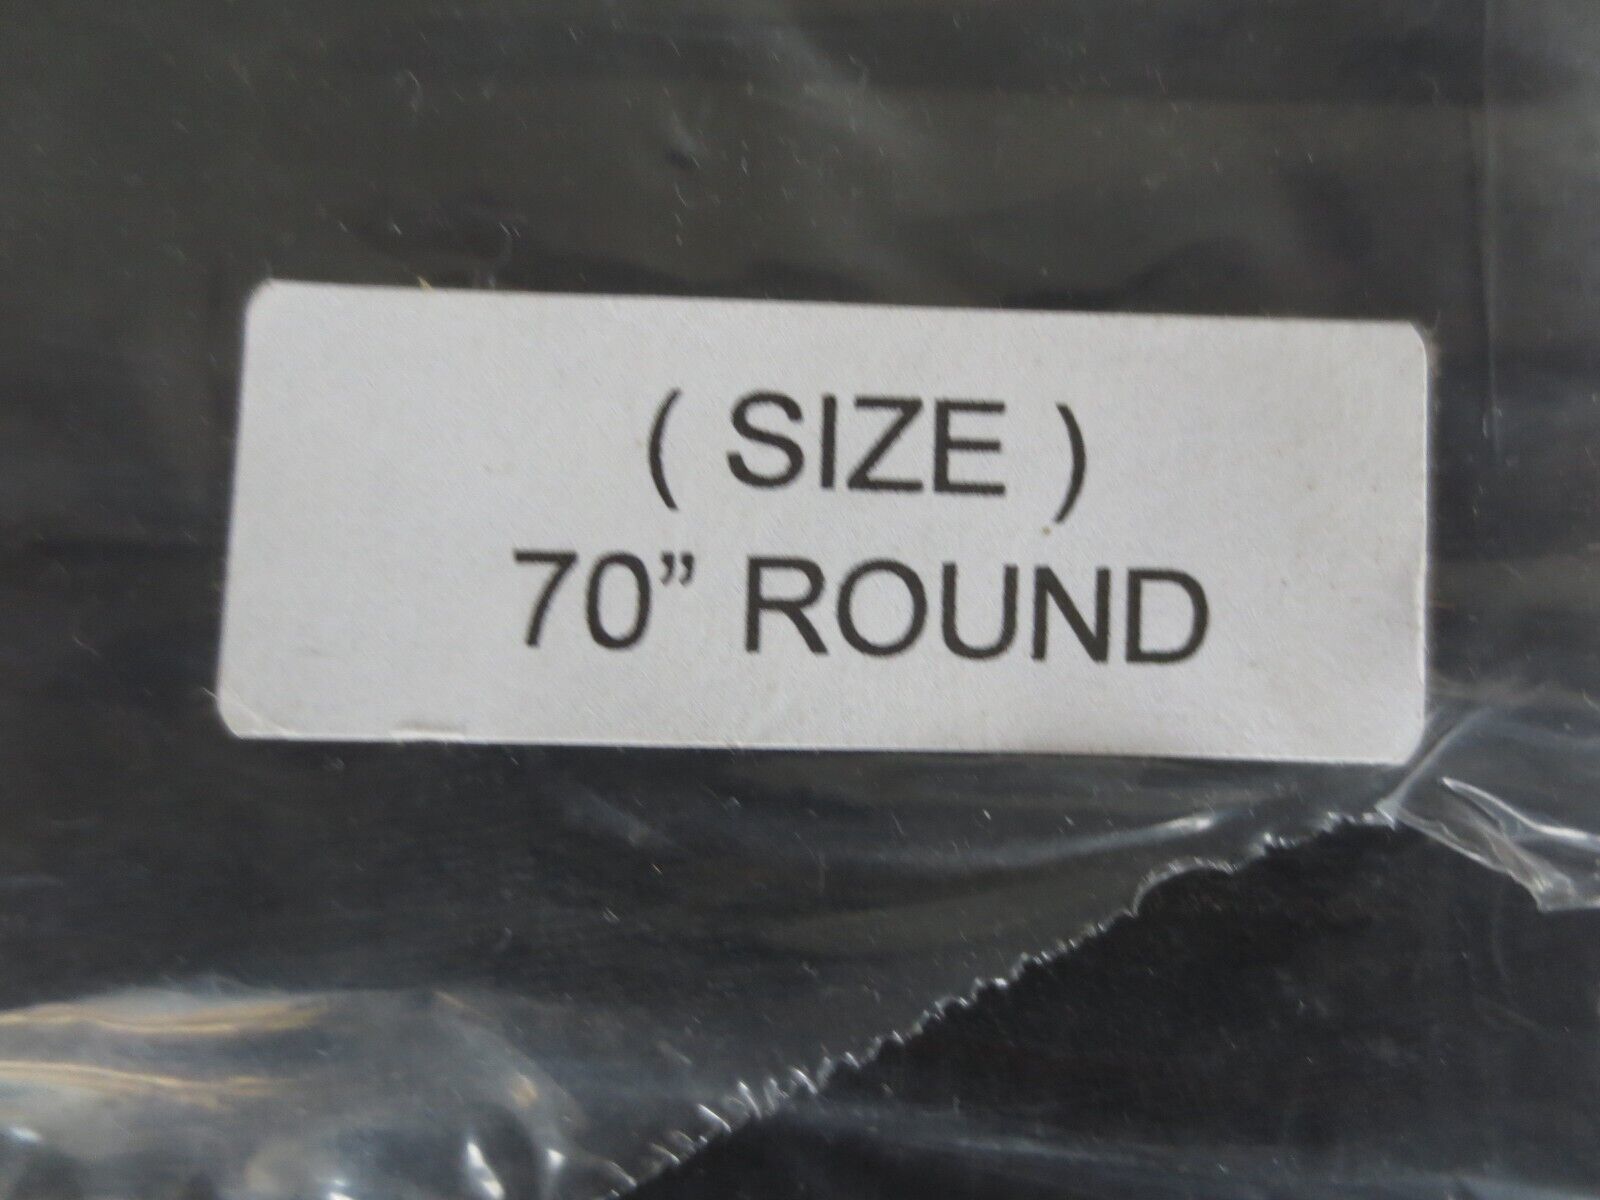 ( SIZE )
70” ROUND